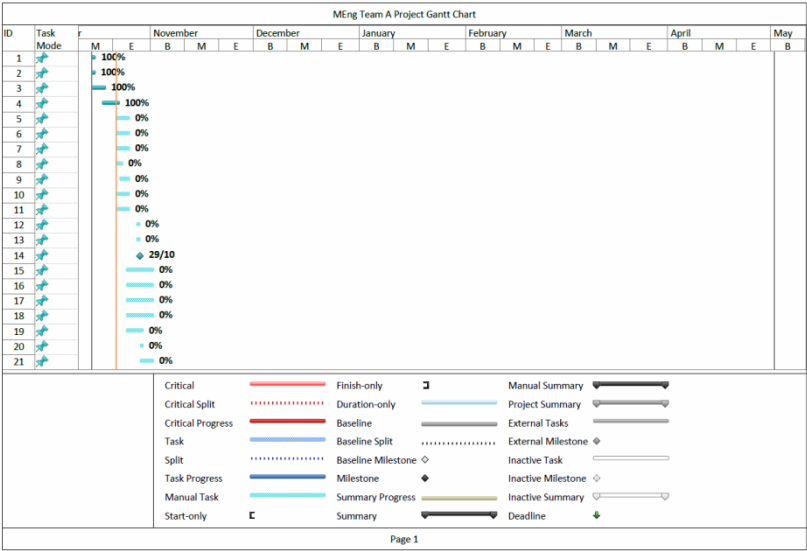 MEng Team A Project Gantt Chart
ID Task Mode r November December January February March April May
M E B M E B M E B M E B M E B M E B M E B
1 100%
2 100%
3 100%
4 100%
5 0%
6 0%
7 0%
8 0%
9 0%
10 0%
11 0%
12 0%
13 0%
14 29/10
15 0%
16 0%
17 0%
18 0%
19 0%
20 0%
21 0%
Critical Finish-only Manual Summary
Critical Split Duration-only Project Summary
Critical Progress Baseline External Tasks
Task Baseline Split External Milestone
Split Baseline Milestone Inactive Task
Task Progress Milestone Inactive Milestone
Manual Task Summary Progress Inactive Summary
Start-only Summary Deadline
Page 1